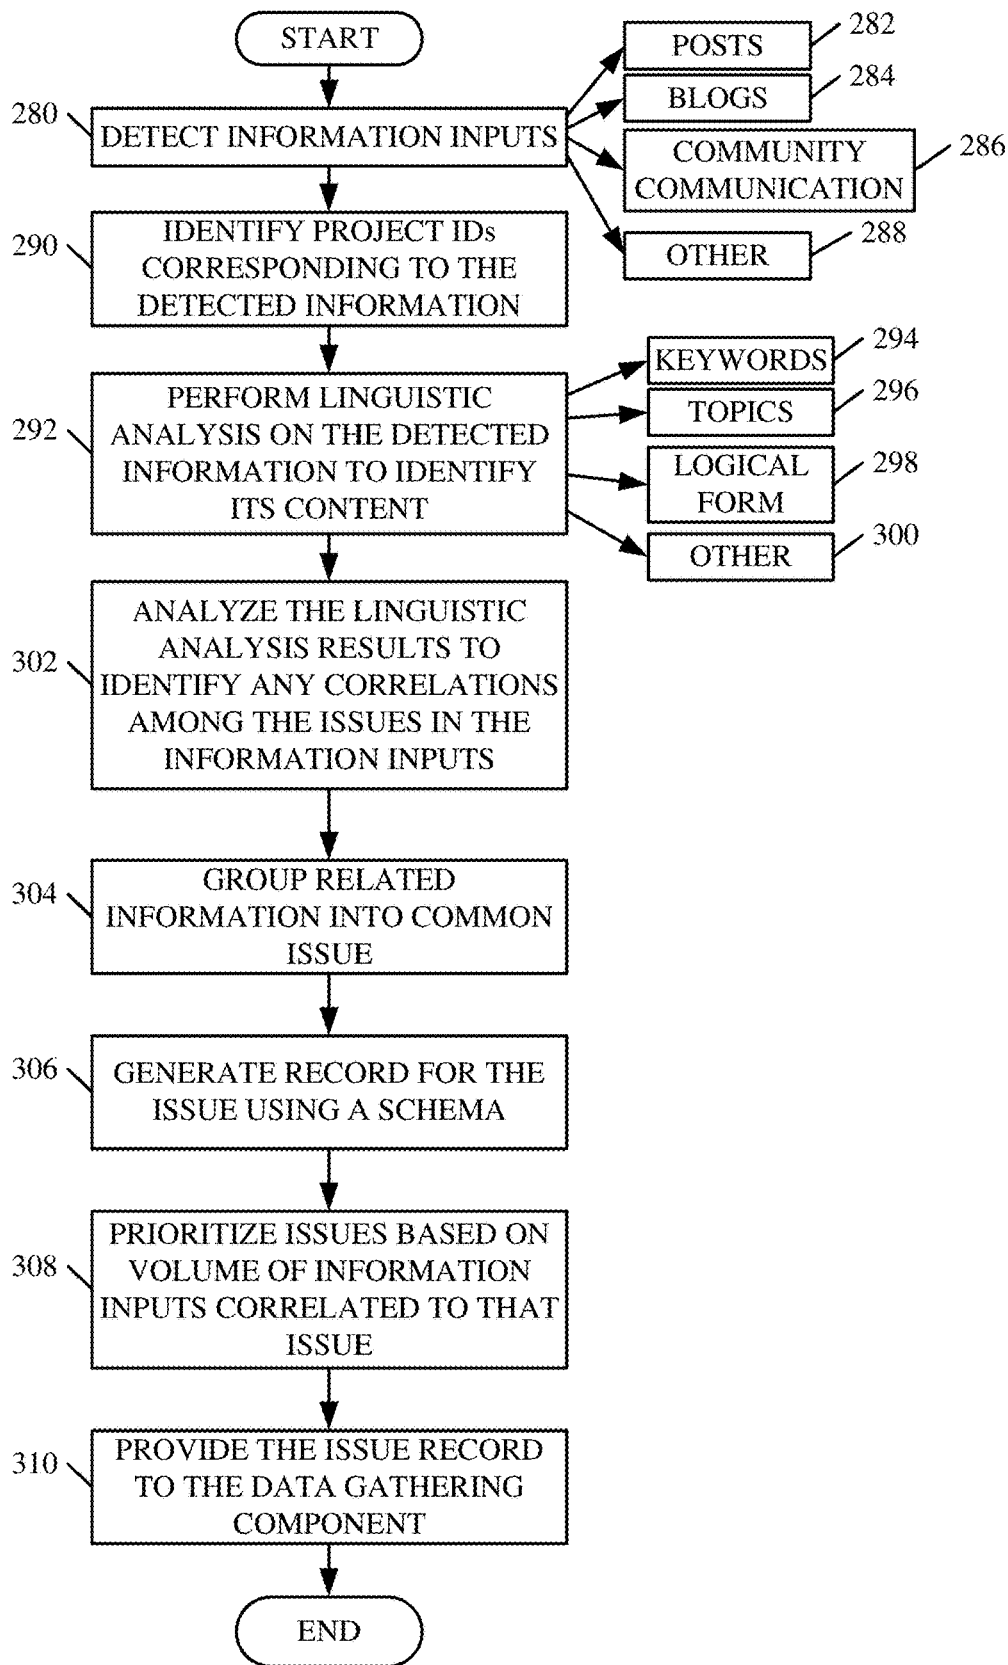 START
280
DETECT INFORMATION INPUTS
POSTS
282
BLOGS
284
COMMUNITY
COMMUNICATION
286
OTHER
288
290
IDENTIFY PROJECT IDs
CORRESPONDING TO THE
DETECTED INFORMATION
292
PERFORM LINGUISTIC
ANALYSIS ON THE DETECTED
INFORMATION TO IDENTIFY
ITS CONTENT
KEYWORDS
294
TOPICS
296
LOGICAL
FORM
298
OTHER
300
302
ANALYZE THE LINGUISTIC
ANALYSIS RESULTS TO
IDENTIFY ANY CORRELATIONS
AMONG THE ISSUES IN THE
INFORMATION INPUTS
304
GROUP RELATED
INFORMATION INTO COMMON
ISSUE
306
GENERATE RECORD FOR THE
ISSUE USING A SCHEMA
308
PRIORITIZE ISSUES BASED ON
VOLUME OF INFORMATION
INPUTS CORRELATED TO THAT
ISSUE
310
PROVIDE THE ISSUE RECORD
TO THE DATA GATHERING
COMPONENT
END